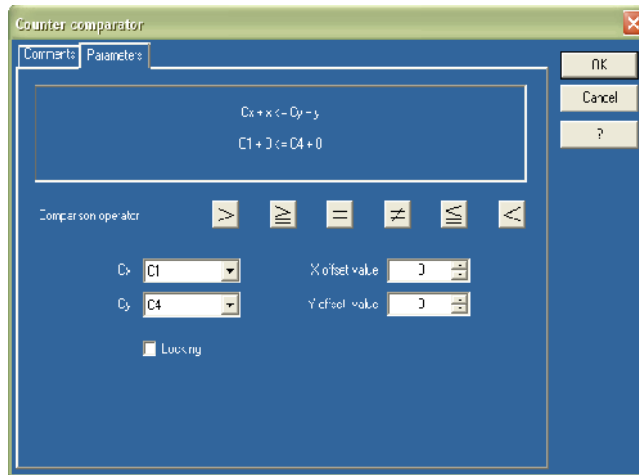 Counter comparator
Comments Parameters
OK
Cancel
?
Cx + x <= Cy + y
C1 + 0 <= C4 + 0
Comparison operator > ≧ = ≠ ≦ <
Cx C1 X offset value 0
Cy C4 Y offset value 0
Locking